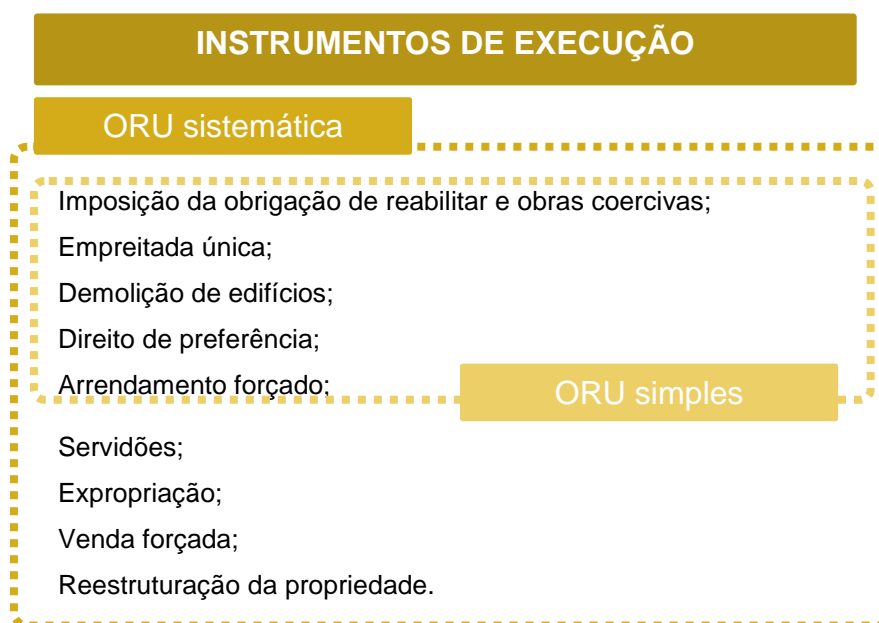 INSTRUMENTOS DE EXECUÇÃO
ORU sistemática
Imposição da obrigação de reabilitar e obras coercivas;
Empreitada única;
Demolição de edifícios;
Direito de preferência;
Arrendamento forçado;
ORU simples
Servidões;
Expropriação;
Venda forçada;
Reestruturação da propriedade.